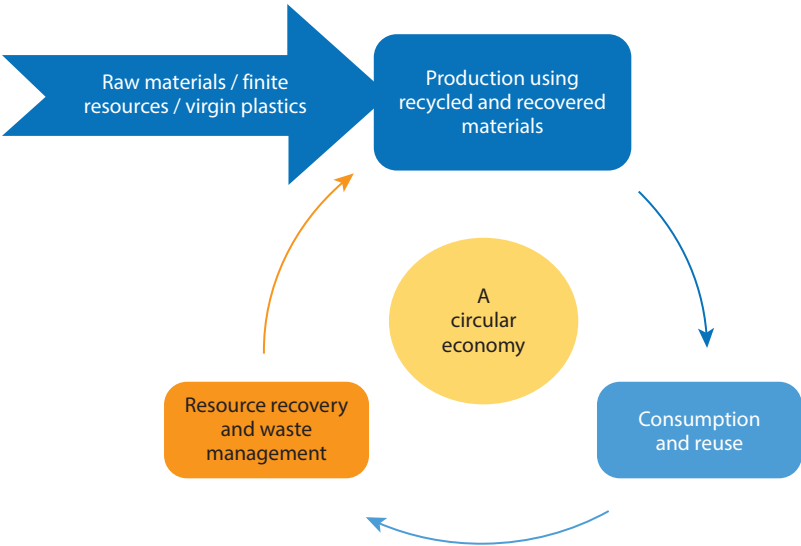 Raw materials / finite
resources / virgin plastics
Production using
recycled and recovered
materials
A
circular
economy
Resource recovery
and waste
management
Consumption
and reuse